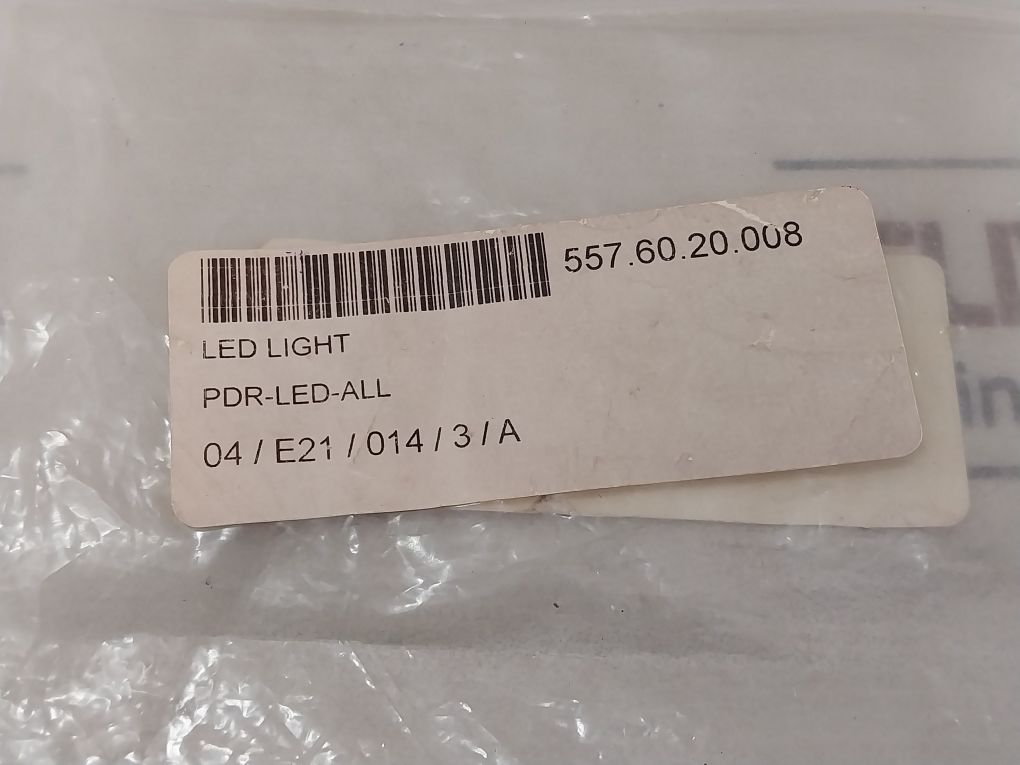 557.60.20.008
LED LIGHT
PDR-LED-ALL
04 / E21 / 014 / 3 / A